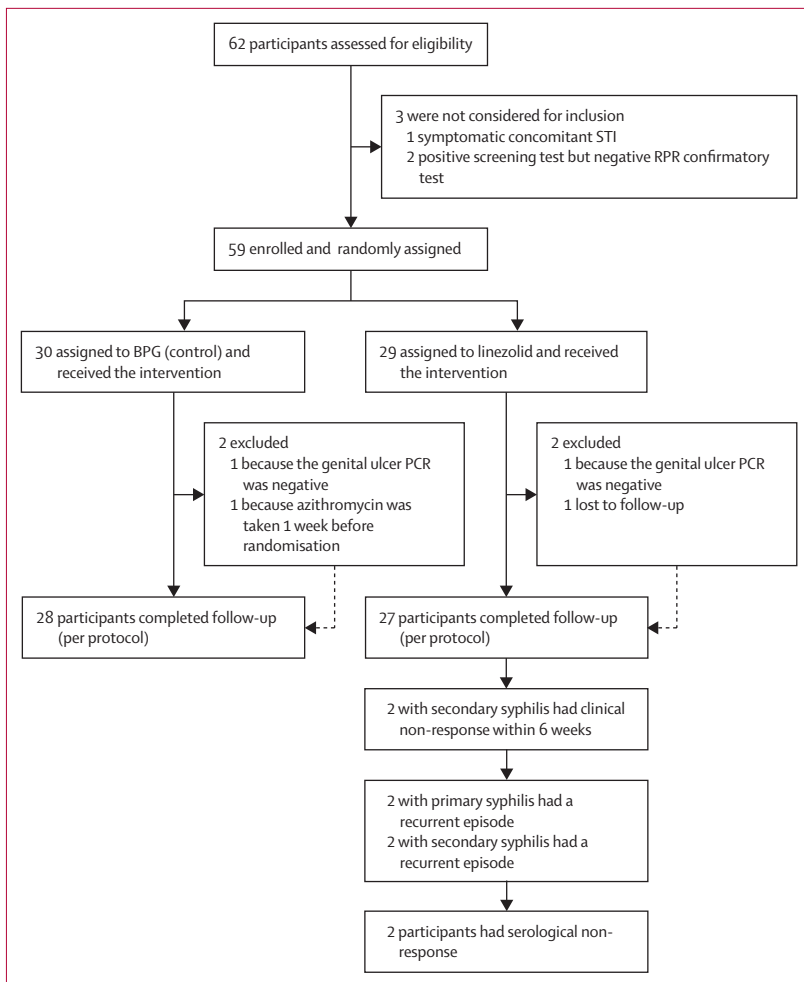 62 participants assessed for eligibility
3 were not considered for inclusion
1 symptomatic concomitant STI
2 positive screening test but negative RPR confirmatory
test
59 enrolled and randomly assigned
30 assigned to BPG (control) and
received the intervention
29 assigned to linezolid and received
the intervention
2 excluded
1 because the genital ulcer PCR
was negative
1 because azithromycin was
taken 1 week before
randomisation
2 excluded
1 because the genital ulcer PCR
was negative
1 lost to follow-up
28 participants completed follow-up
(per protocol)
27 participants completed follow-up
(per protocol)
2 with secondary syphilis had clinical
non-response within 6 weeks
2 with primary syphilis had a
recurrent episode
2 with secondary syphilis had a
recurrent episode
2 participants had serological non-
response